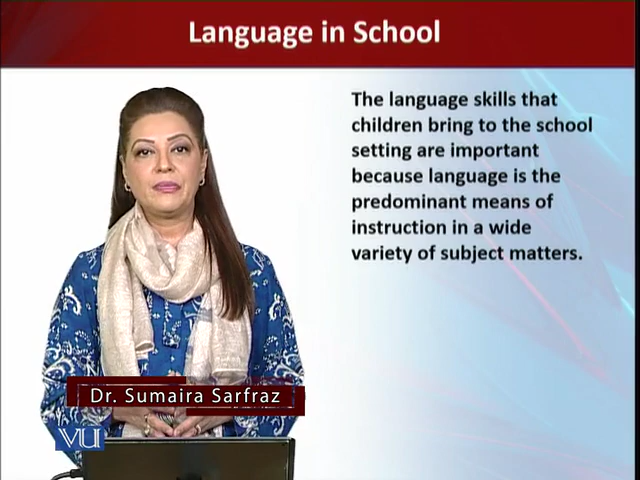 Language in School
The language skills that
children bring to the school
setting are important
because language is the
predominant means of
instruction in a wide
variety of subject matters.
Dr. Sumaira Sarfraz
VU